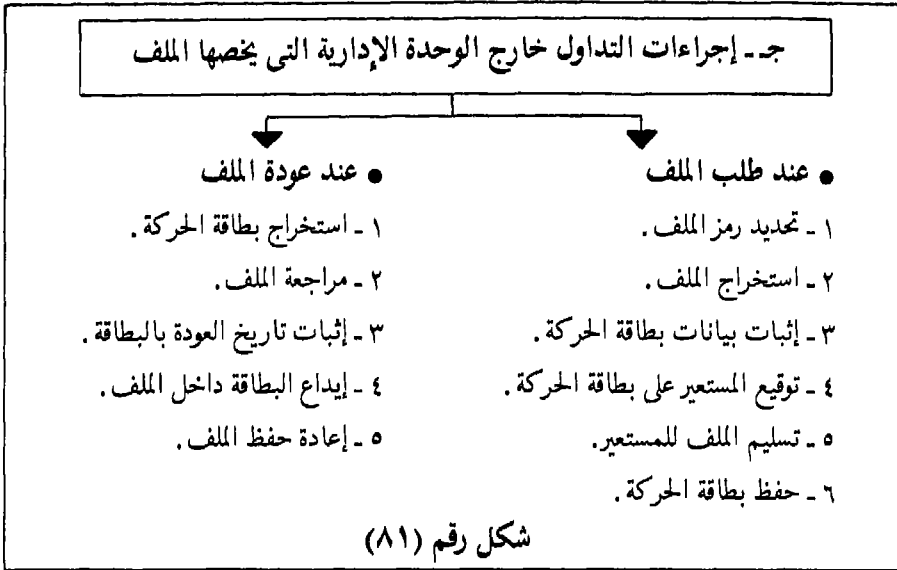 جـ - إجراءات التداول خارج الوحدة الإدارية التى يخصها الملف
● عند طلب الملف
١ - تحديد رمز الملف.
٢ - استخراج الملف.
٣ - إثبات بيانات بطاقة الحركة.
٤ - توقيع المستعير على بطاقة الحركة.
٥ - تسليم الملف للمستعير.
٦ - حفظ بطاقة الحركة.
● عند عودة الملف
١ - استخراج بطاقة الحركة.
٢ - مراجعة الملف.
٣ - إثبات تاريخ العودة بالبطاقة.
٤ - إيداع البطاقة داخل الملف.
٥ - إعادة حفظ الملف.
شكل رقم (٨١)